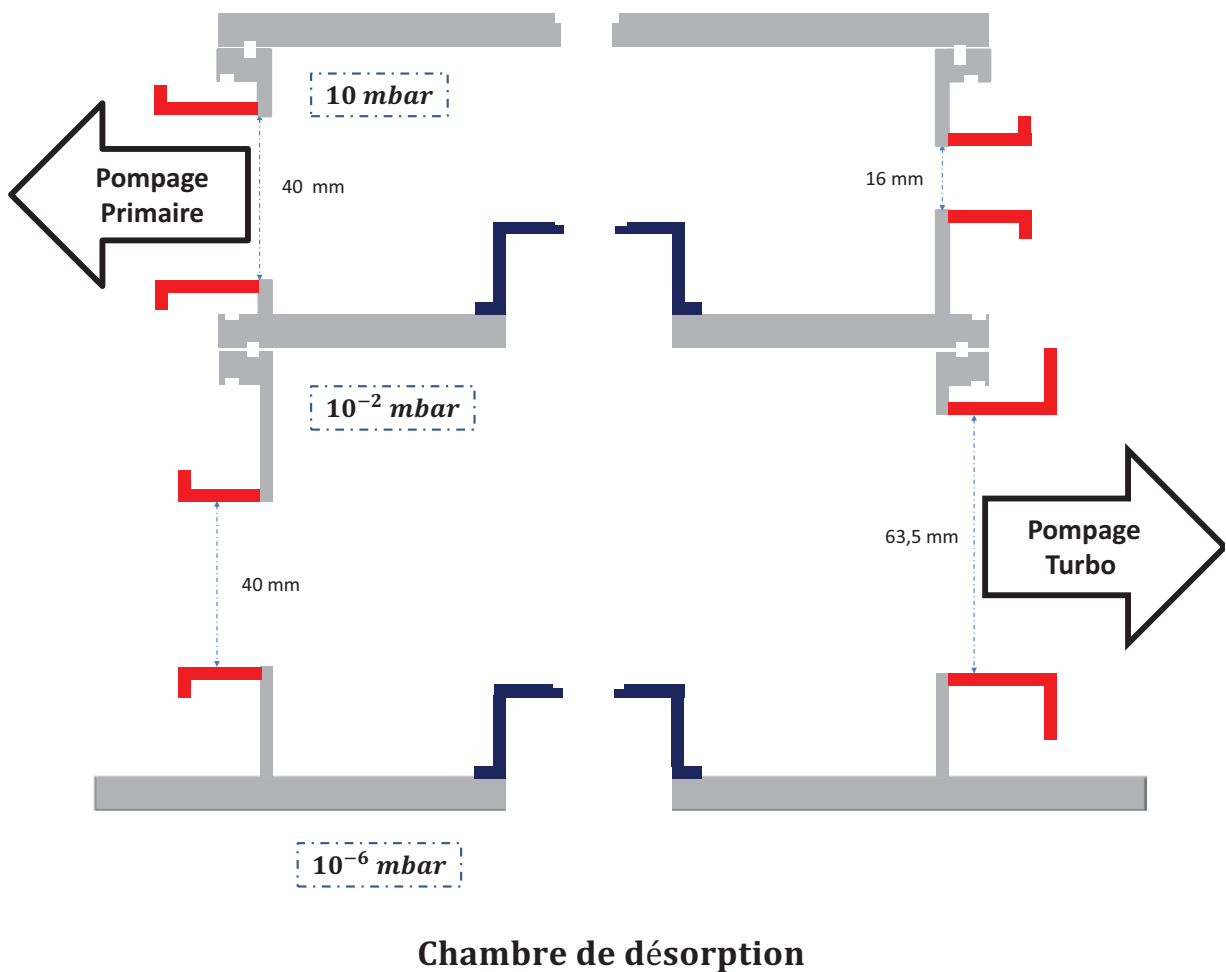 10 mbar
Pompage
Primaire
40 mm
16 mm
10⁻² mbar
63,5 mm
Pompage
Turbo
40 mm
10⁻⁶ mbar
Chambre de désorption